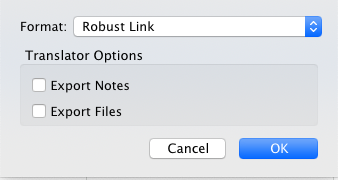 Format: Robust Link
Translator Options
Export Notes
Export Files
Cancel OK